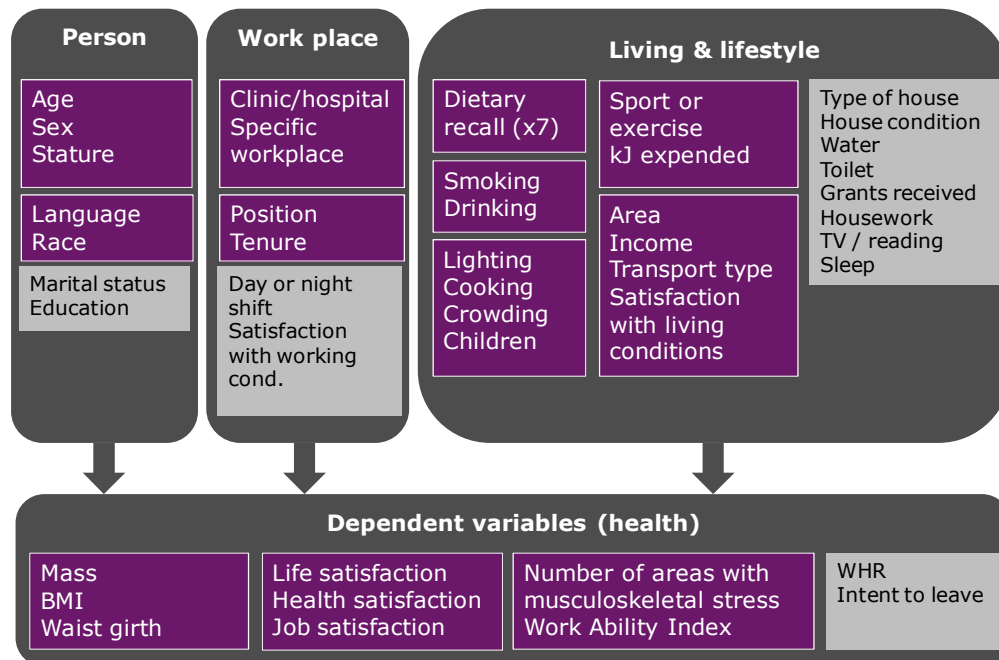 Person
Age
Sex
Stature
Language
Race
Marital status
Education
Work place
Clinic/hospital
Specific
workplace
Position
Tenure
Day or night
shift
Satisfaction
with working
cond.
Living & lifestyle
Dietary
recall (x7)
Smoking
Drinking
Lighting
Cooking
Crowding
Children
Sport or
exercise
kJ expended
Area
Income
Transport type
Satisfaction
with living
conditions
Type of house
House condition
Water
Toilet
Grants received
Housework
TV / reading
Sleep
Dependent variables (health)
Mass
BMI
Waist girth
Life satisfaction
Health satisfaction
Job satisfaction
Number of areas with
musculoskeletal stress
Work Ability Index
WHR
Intent to leave